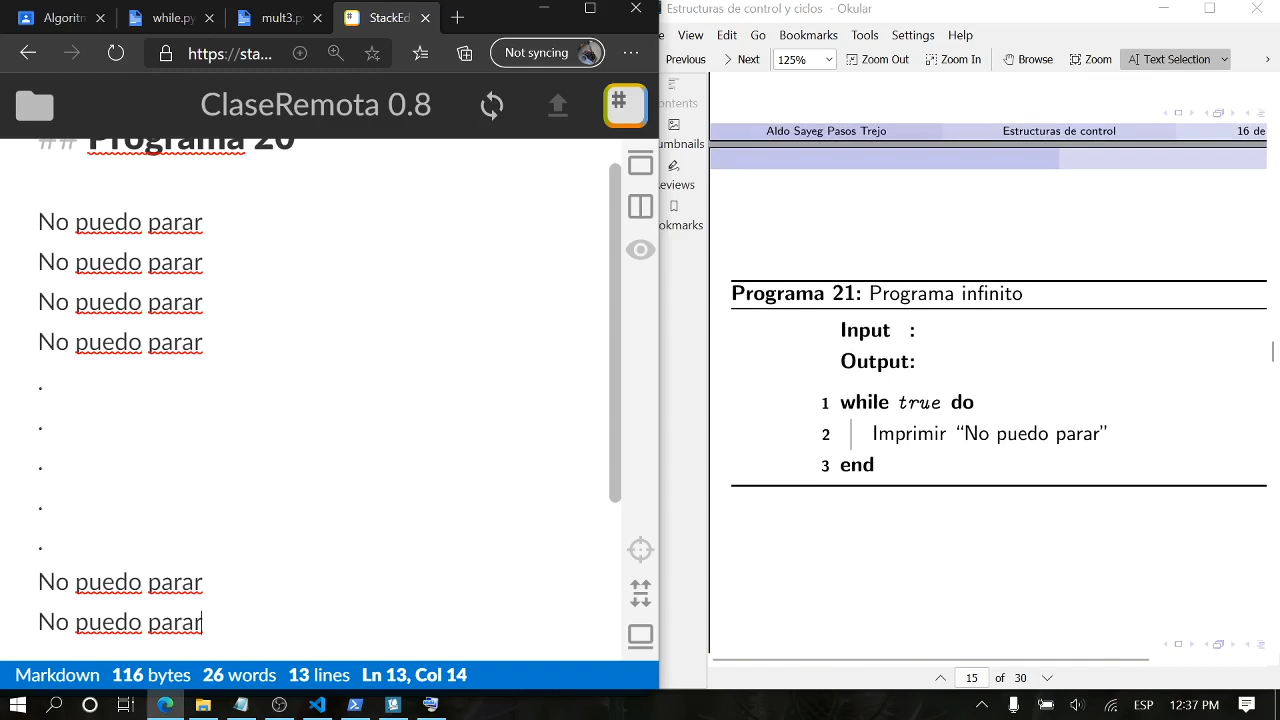 Algorit
while.py
mult3.p
StackEd
https://sta...
Not syncing
ClaseRemota 0.8
## Programa 20
No puedo parar
No puedo parar
No puedo parar
No puedo parar
.
.
.
.
.
No puedo parar
No puedo parar
Markdown 116 bytes 26 words 13 lines Ln 13, Col 14
Estructuras de control y ciclos - Okular
e View Edit Go Bookmarks Tools Settings Help
Previous Next 125% Zoom Out Zoom In Browse Zoom Text Selection
ontents
umbnails
eviews
okmarks
Aldo Sayeg Pasos Trejo Estructuras de control 16 de
Programa 21: Programa infinito
Input :
Output:
1 while true do
2 Imprimir “No puedo parar”
3 end
15 of 30
ESP 12:37 PM